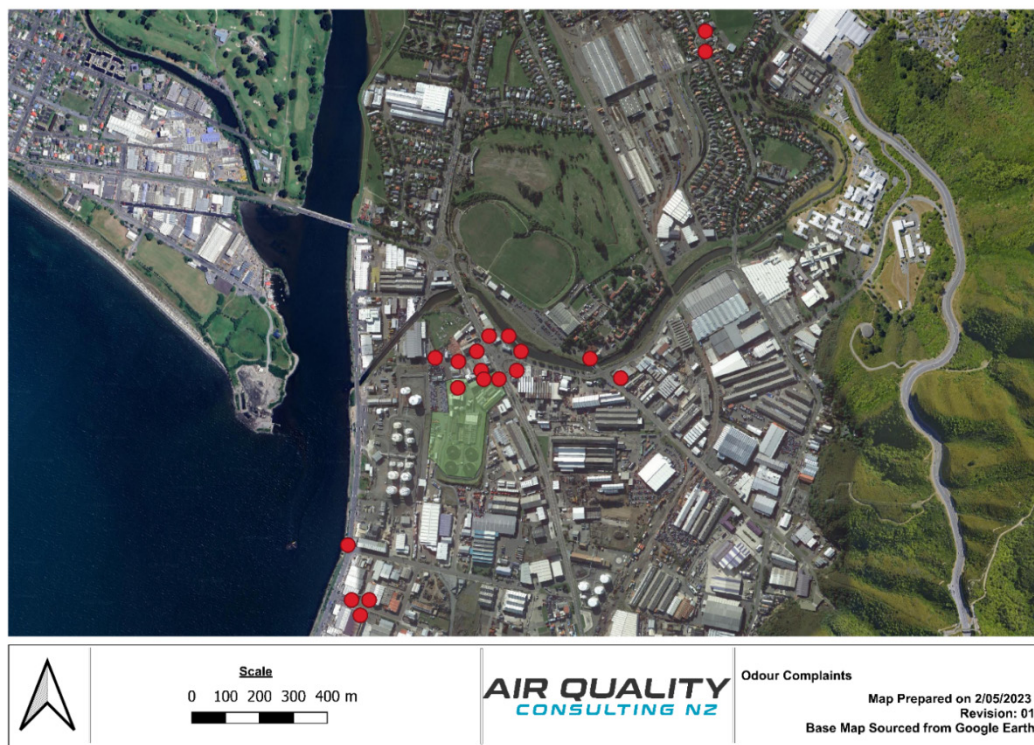 Scale
0 100 200 300 400 m
AIR QUALITY
CONSULTING NZ
Odour Complaints
Map Prepared on 2/05/2023
Revision: 01
Base Map Sourced from Google Earth